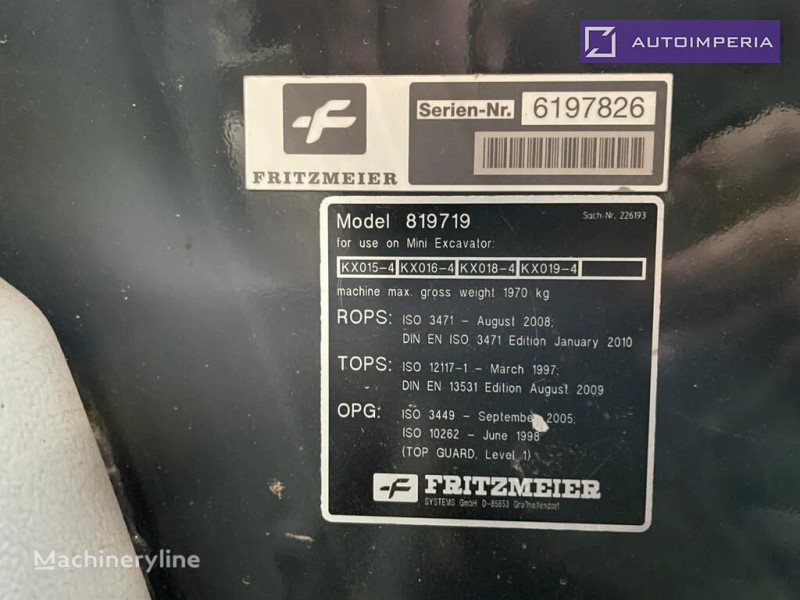 AUTOIMPERIA
FRITZMEIER
Serien-Nr. 6197826
Model 819719
Sach-Nr. 226193
for use on Mini Excavator:
KX015-4 KX016-4 KX018-4 KX019-4
machine max. gross weight 1970 kg
ROPS: ISO 3471 - August 2008;
DIN EN ISO 3471 Edition January 2010
TOPS: ISO 12117-1 - March 1997;
DIN EN 13531 Edition August 2009
OPG: ISO 3449 - September 2005;
ISO 10262 - June 1998
(TOP GUARD, Level 1)
FRITZMEIER
SYSTEMS GmbH D-85653 Großhelfendorf
Machineryline